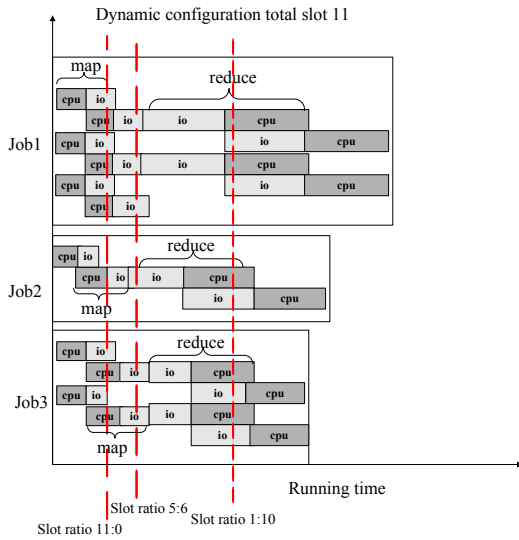 Dynamic configuration total slot 11
map
reduce
cpu io
cpu io io cpu
Job1 cpu io io cpu
cpu io io cpu
cpu io io cpu
cpu io
reduce
cpu io
cpu io io cpu
Job2 map io cpu
reduce
cpu io
cpu io io cpu
Job3 cpu io io cpu
cpu io io cpu
map io cpu
Running time
Slot ratio 5:6
Slot ratio 1:10
Slot ratio 11:0